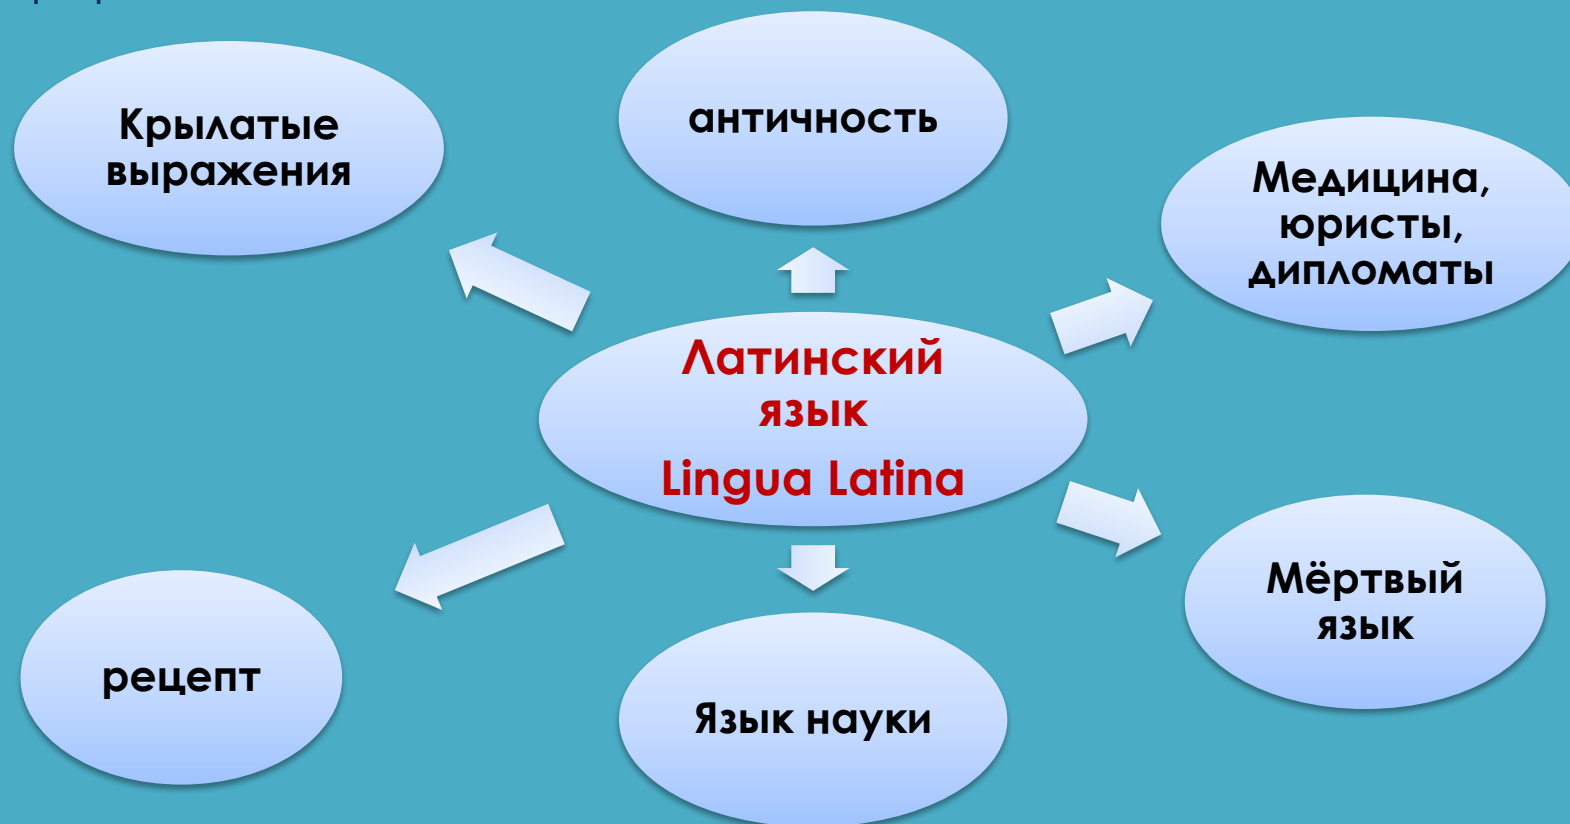 Крылатые
выражения
античность
Медицина,
юристы,
дипломаты
Латинский
язык
Lingua Latina
рецепт
Язык науки
Мёртвый
язык